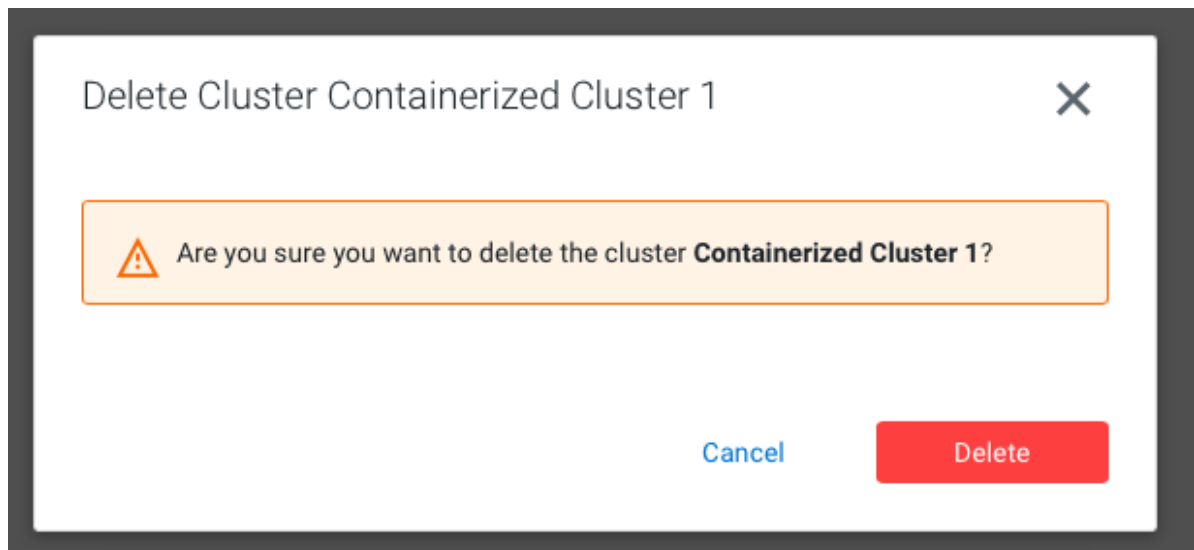 Delete Cluster Containerized Cluster 1
Are you sure you want to delete the cluster Containerized Cluster 1?
Cancel
Delete